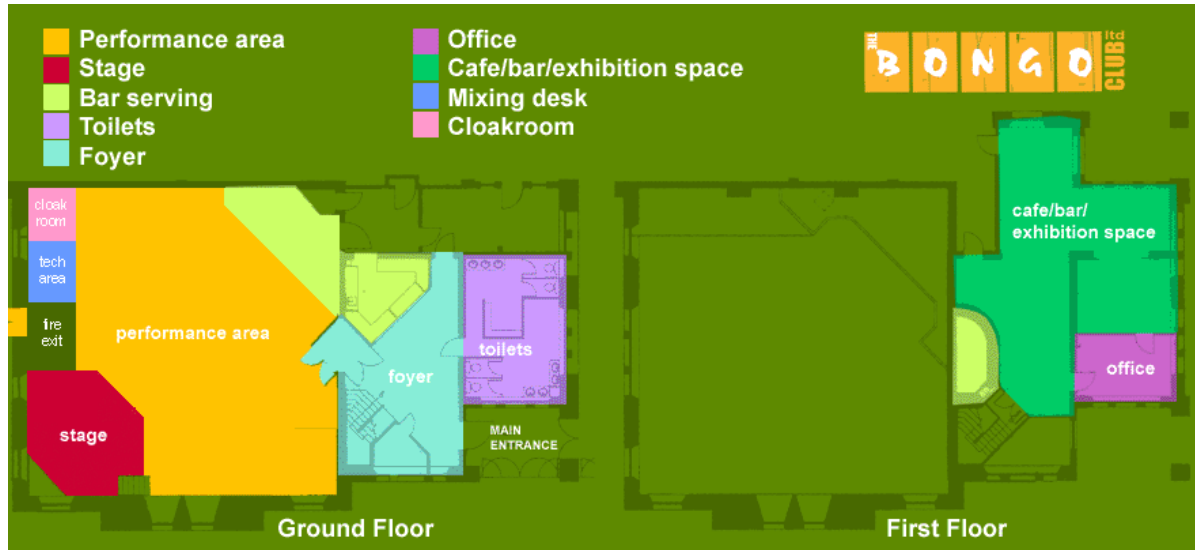 Performance area
Stage
Bar serving
Toilets
Foyer
Office
Cafe/bar/exhibition space
Mixing desk
Cloakroom
THE
BONGO
ltd
CLUB
cloak
room
tech
area
fire
exit
performance area
stage
foyer
toilets
MAIN
ENTRANCE
Ground Floor
cafe/bar/
exhibition space
office
First Floor